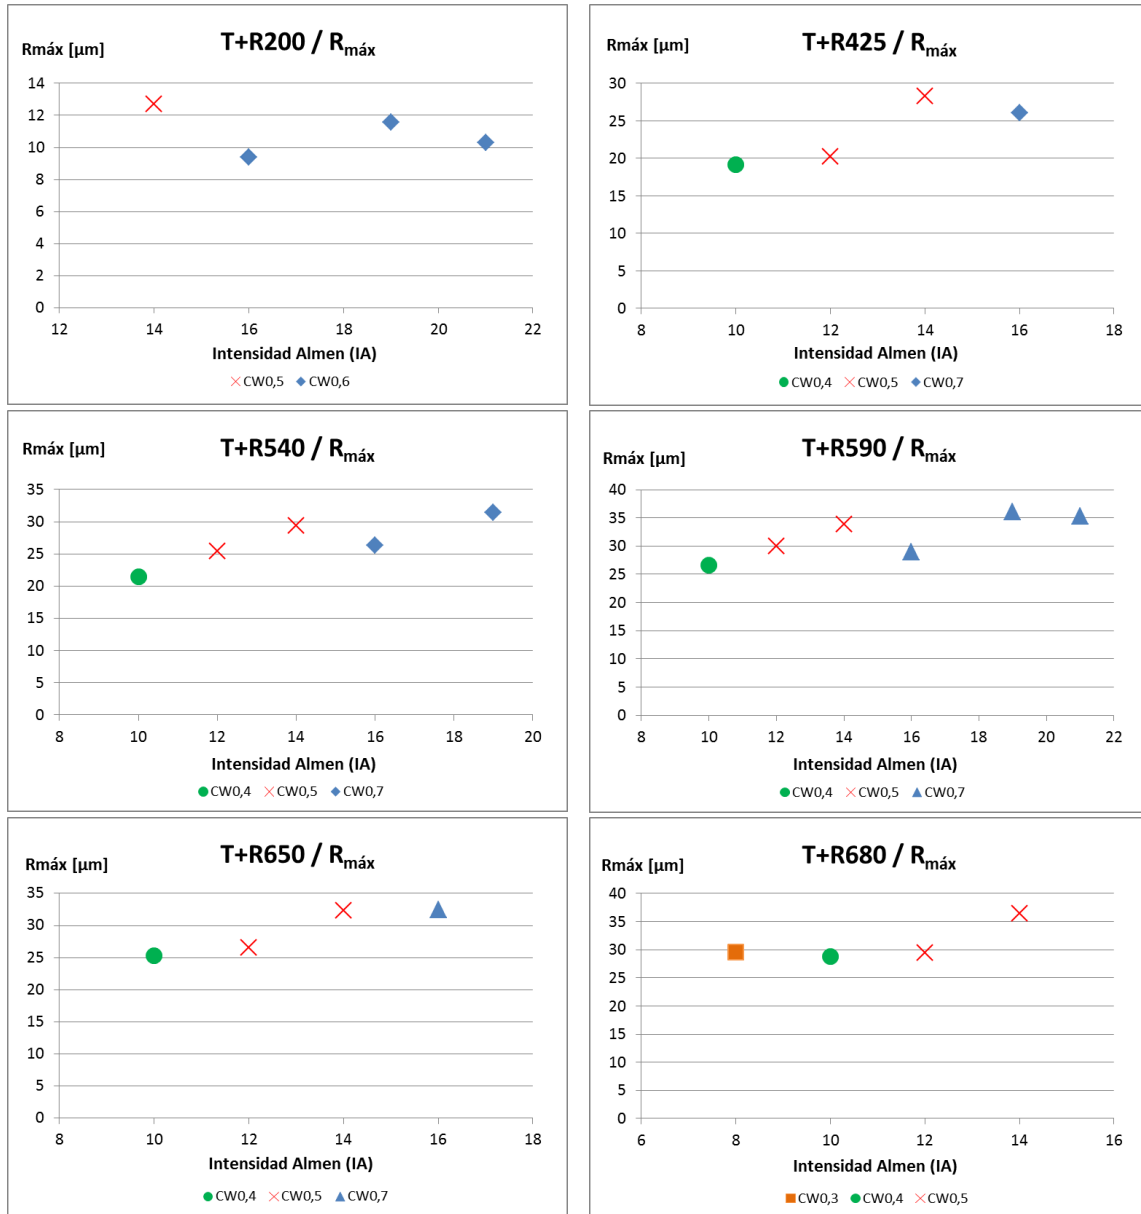 T+R200 / Rmáx
Rmáx [µm]
14
12
10
8
6
4
2
0
12 14 16 18 20 22
Intensidad Almen (IA)
CW0,5 CW0,6
T+R425 / Rmáx
Rmáx [µm]
30
25
20
15
10
5
0
8 10 12 14 16 18
Intensidad Almen (IA)
CW0,4 CW0,5 CW0,7
T+R540 / Rmáx
Rmáx [µm]
35
30
25
20
15
10
5
0
8 10 12 14 16 18 20
Intensidad Almen (IA)
CW0,4 CW0,5 CW0,7
T+R590 / Rmáx
Rmáx [µm]
40
35
30
25
20
15
10
5
0
8 10 12 14 16 18 20 22
Intensidad Almen (IA)
CW0,4 CW0,5 CW0,7
T+R650 / Rmáx
Rmáx [µm]
35
30
25
20
15
10
5
0
8 10 12 14 16 18
Intensidad Almen (IA)
CW0,4 CW0,5 CW0,7
T+R680 / Rmáx
Rmáx [µm]
40
35
30
25
20
15
10
5
0
6 8 10 12 14 16
Intensidad Almen (IA)
CW0,3 CW0,4 CW0,5